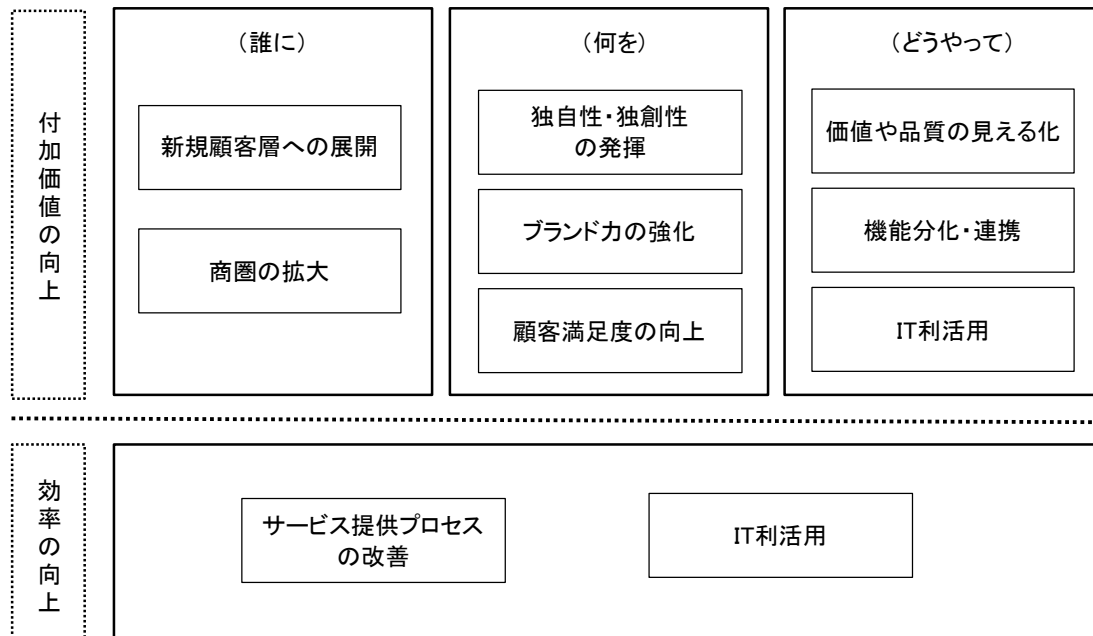 付加価値の向上
（誰に）
新規顧客層への展開
商圏の拡大
（何を）
独自性・独創性
の発揮
ブランド力の強化
顧客満足度の向上
（どうやって）
価値や品質の見える化
機能分化・連携
IT利活用
効率の向上
サービス提供プロセス
の改善
IT利活用